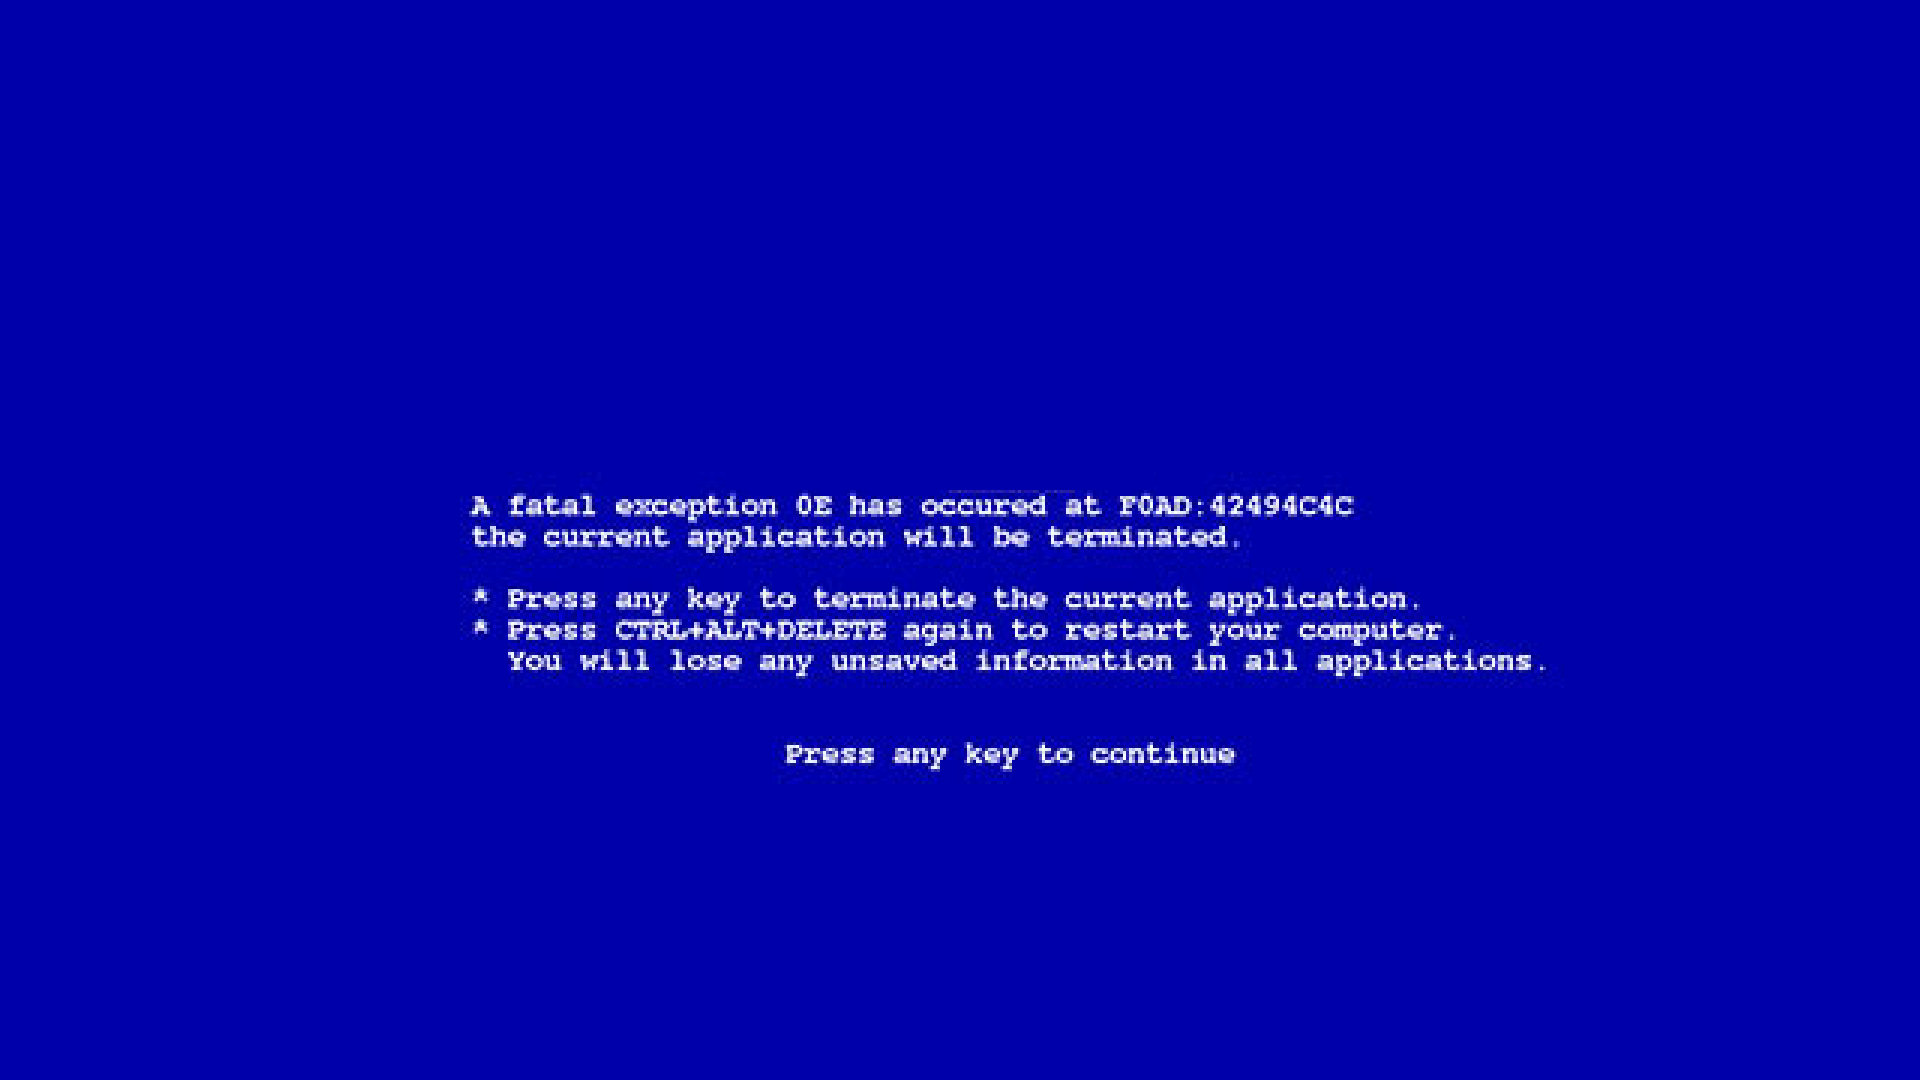 A fatal exception 0E has occured at F0AD:42494C4C
the current application will be terminated.
* Press any key to terminate the current application.
* Press CTRL+ALT+DELETE again to restart your computer.
You will lose any unsaved information in all applications.
Press any key to continue